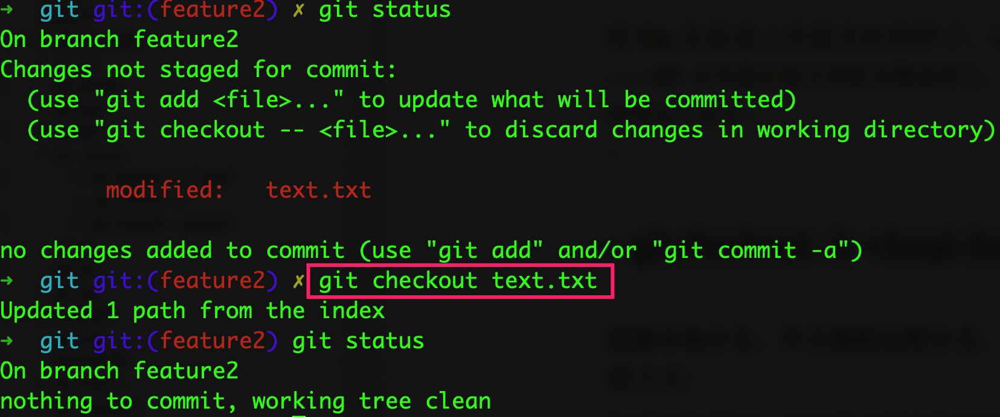 ➜  git git:(feature2) ✗ git status
On branch feature2
Changes not staged for commit:
  (use "git add <file>..." to update what will be committed)
  (use "git checkout -- <file>..." to discard changes in working directory)
        modified:   text.txt
no changes added to commit (use "git add" and/or "git commit -a")
➜  git git:(feature2) ✗ git checkout text.txt
Updated 1 path from the index
➜  git git:(feature2) git status
On branch feature2
nothing to commit, working tree clean